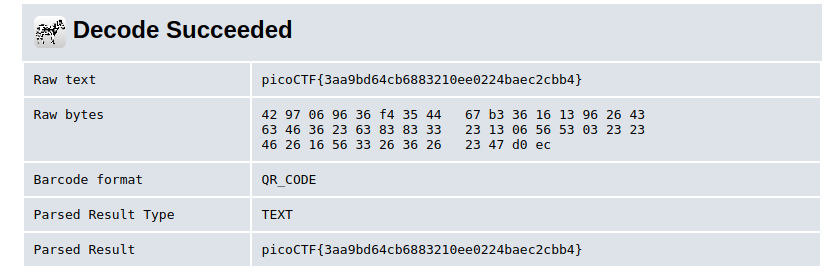 Decode Succeeded
Raw text picoCTF{3aa9bd64cb6883210ee0224baec2cbb4}
Raw bytes 42 97 06 96 36 f4 35 44 67 b3 36 16 13 96 26 43
63 46 36 23 63 83 83 33 23 13 06 56 53 03 23 23
46 26 16 56 33 26 36 26 23 47 d0 ec
Barcode format QR_CODE
Parsed Result Type TEXT
Parsed Result picoCTF{3aa9bd64cb6883210ee0224baec2cbb4}